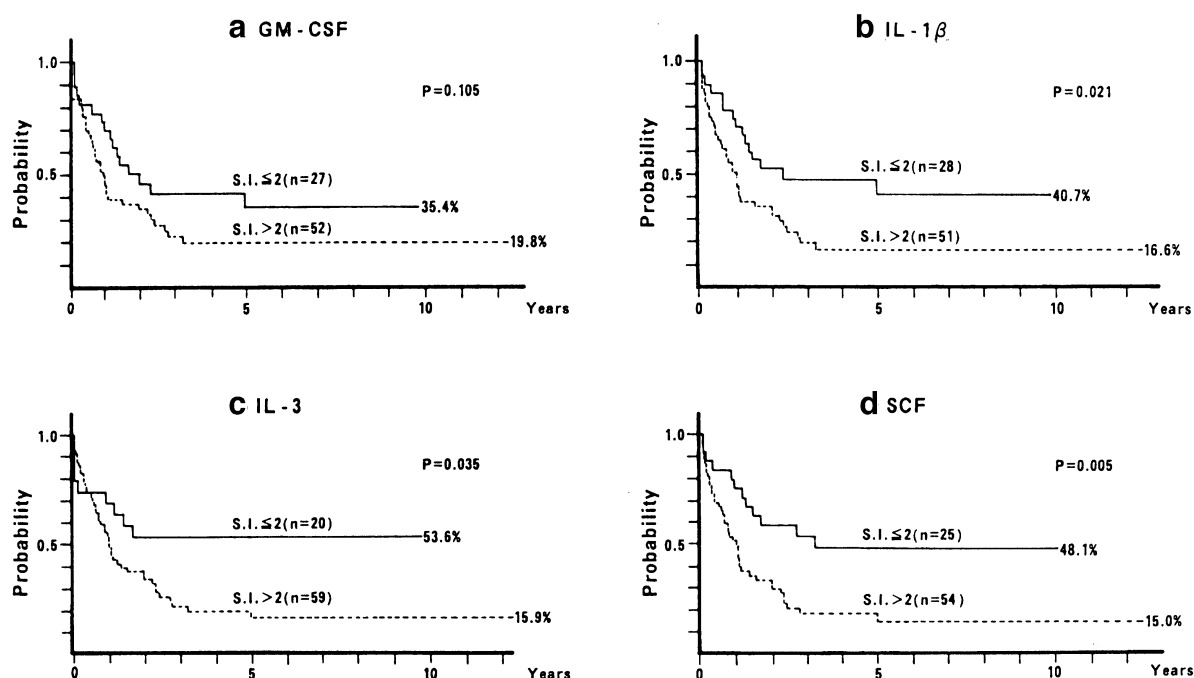 a GM-CSF
1.0
P=0.105
Probability
0.5
S.I.≦2(n=27)
35.4%
S.I.>2(n=52)
19.8%
0 5 10 Years
b IL-1β
1.0
P=0.021
Probability
0.5
S.I.≦2(n=28)
40.7%
S.I.>2(n=51)
16.6%
0 5 10 Years
c IL-3
1.0
P=0.035
Probability
0.5
S.I.≦2(n=20)
53.6%
S.I.>2(n=59)
15.9%
0 5 10 Years
d SCF
1.0
P=0.005
Probability
0.5
S.I.≦2(n=25)
48.1%
S.I.>2(n=54)
15.0%
0 5 10 Years